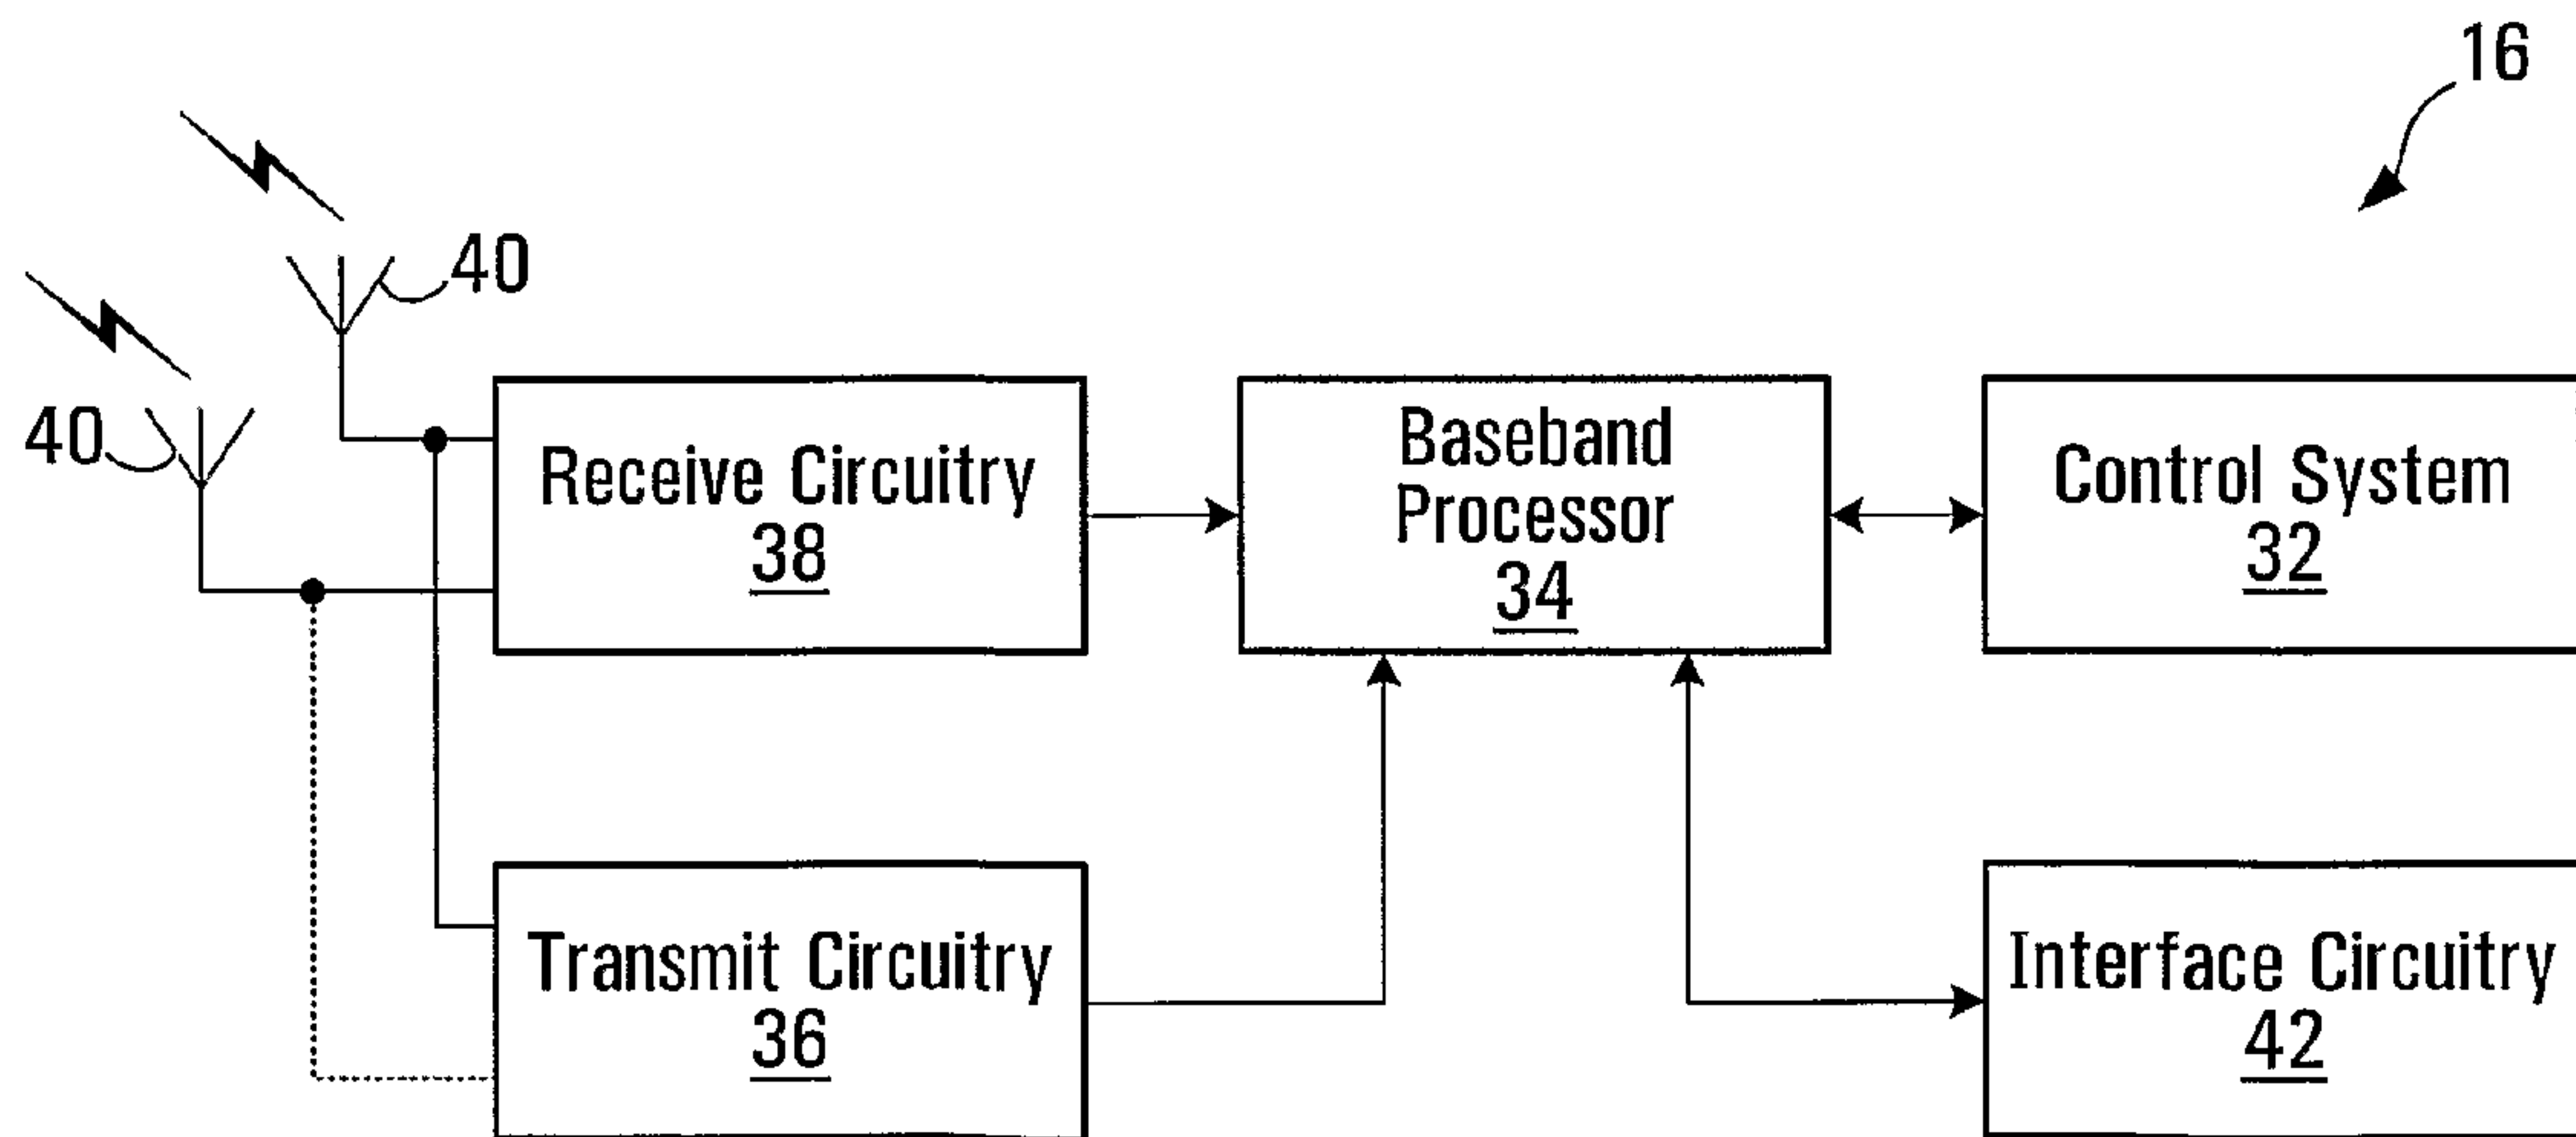 16
40
40
Receive Circuitry
38
Baseband
Processor
34
Control System
32
Transmit Circuitry
36
Interface Circuitry
42